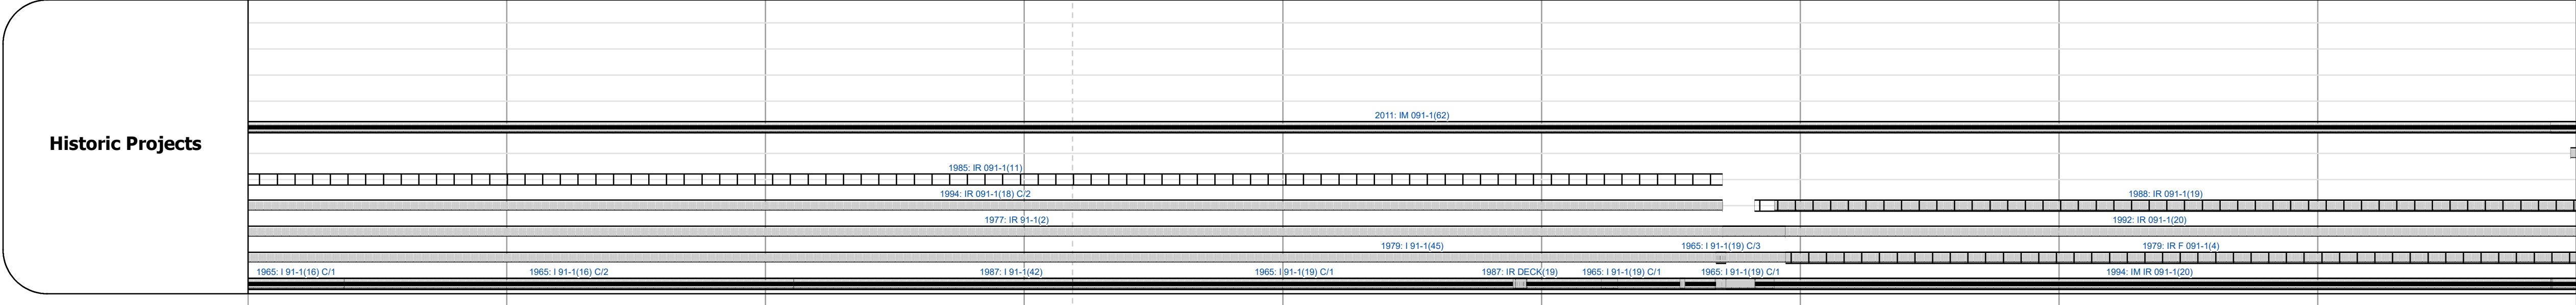 Historic Projects
2011: IM 091-1(62)
1985: IR 091-1(11)
1994: IR 091-1(18) C/2
1988: IR 091-1(19)
1977: IR 91-1(2)
1992: IR 091-1(20)
1979: I 91-1(45)
1965: I 91-1(19) C/3
1979: IR F 091-1(4)
1965: I 91-1(16) C/1
1965: I 91-1(16) C/2
1987: I 91-1(42)
1965: I 91-1(19) C/1
1987: IR DECK(19)
1965: I 91-1(19) C/1
1965: I 91-1(19) C/1
1994: IM IR 091-1(20)